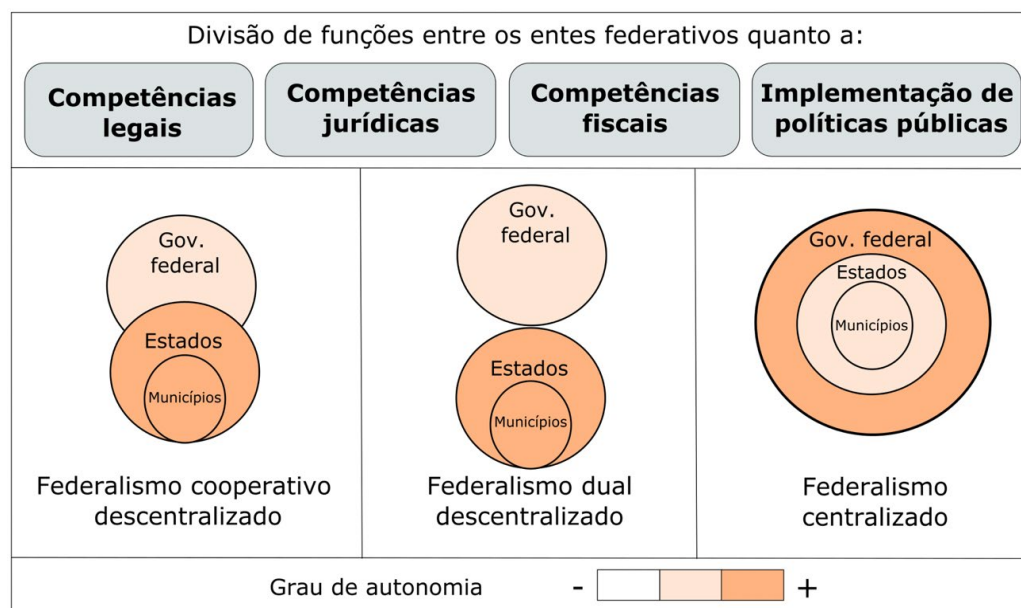 Divisão de funções entre os entes federativos quanto a:
Competências
legais
Competências
jurídicas
Competências
fiscais
Implementação de
políticas públicas
Gov.
federal
Estados
Municípios
Federalismo cooperativo
descentralizado
Gov.
federal
Estados
Municípios
Federalismo dual
descentralizado
Gov. federal
Estados
Municípios
Federalismo
centralizado
Grau de autonomia - +